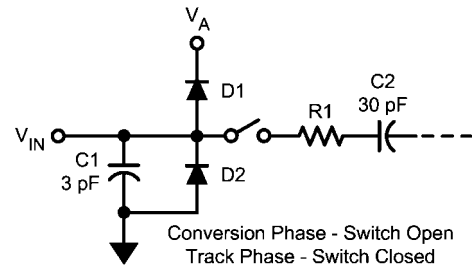 VA
D1
C2
30 pF
R1
VIN
C1
3 pF
D2
Conversion Phase - Switch Open
Track Phase - Switch Closed